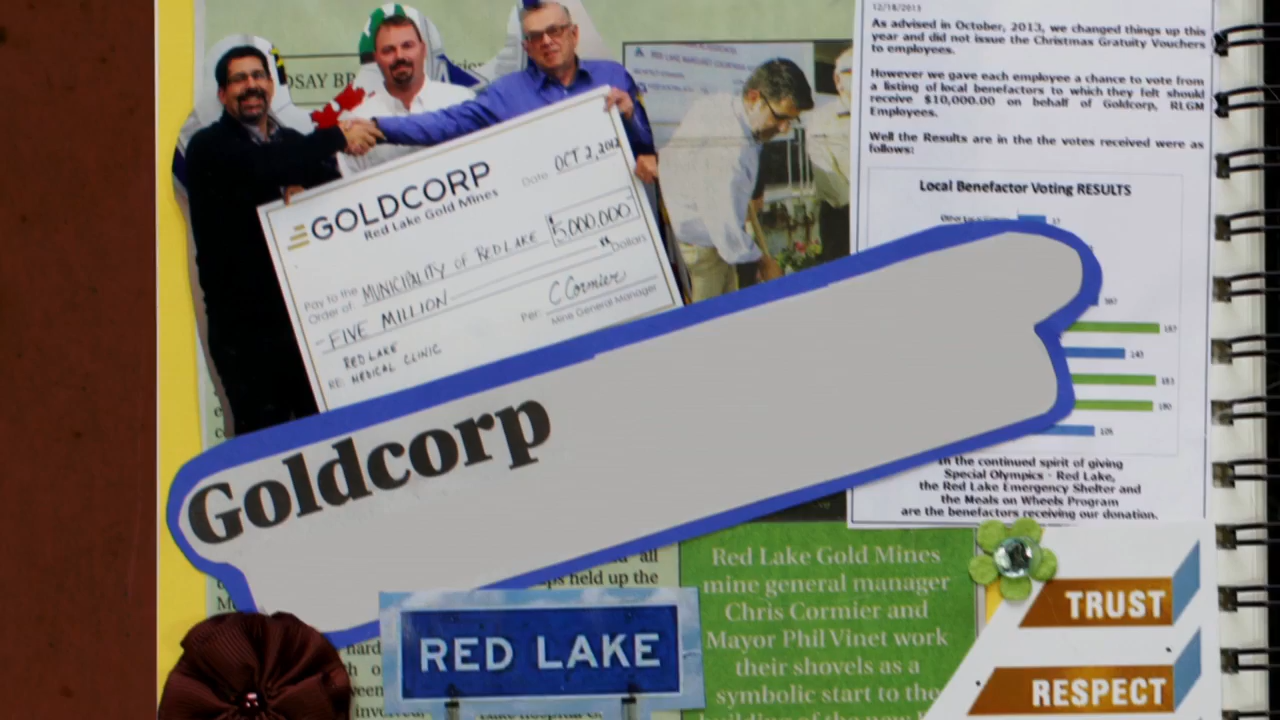 12/18/2013
As advised in October, 2013, we changed things up this
year and did not issue the Christmas Gratuity Vouchers
to employees.
However we gave each employee a chance to vote from
a listing of local benefactors to which they felt should
receive $10,000.00 on behalf of Goldcorp, RLGM
Employees.
Well the Results are in the the votes received were as
follows:
Local Benefactor Voting RESULTS
In the continued spirit of giving
Special Olympics - Red Lake,
the Red Lake Emergency Shelter and
the Meals on Wheels Program
are the benefactors receiving our donation.
GOLDCORP
Red Lake Gold Mines
Date OCT 2, 2012
Pay to the
Order of: MUNICIPALITY OF RED LAKE $5,000,000
FIVE MILLION Dollars
RED LAKE
RE: MEDICAL CLINIC
Per: C Cormier
Mine General Manager
Goldcorp
all
held up the
hard
RED LAKE
Red Lake Gold Mines
mine general manager
Chris Cormier and
Mayor Phil Vinet work
their shovels as a
symbolic start to the
TRUST
RESPECT